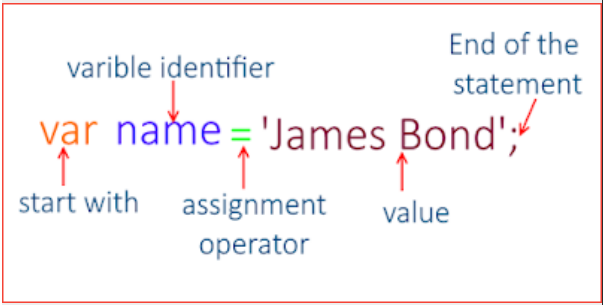 End of the
statement
varible identifier
var name = 'James Bond';
start with
assignment
operator
value